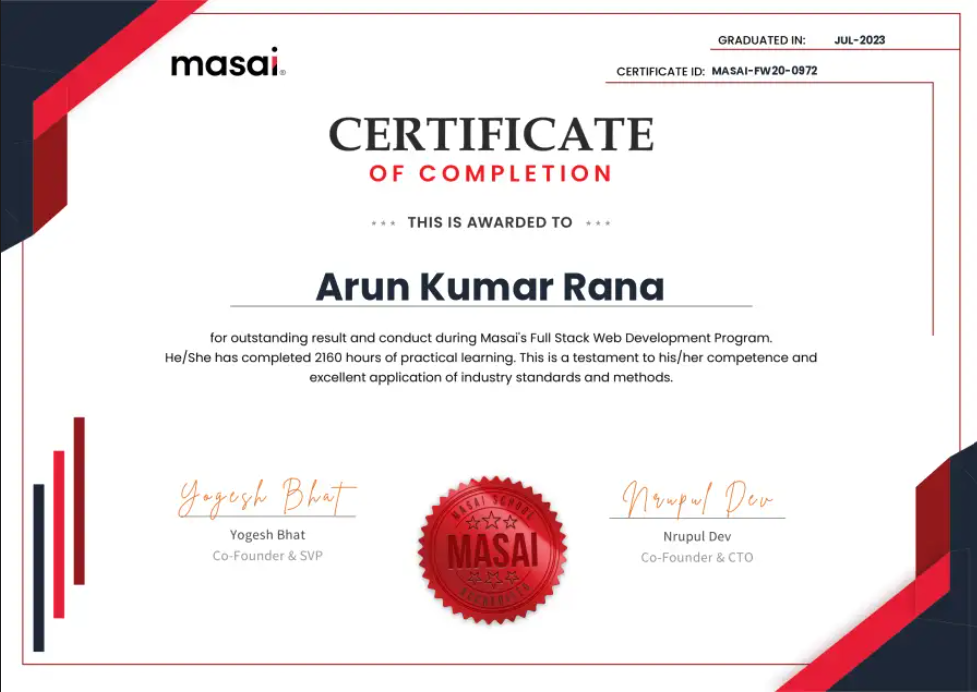 masai®
GRADUATED IN: JUL-2023
CERTIFICATE ID: MASAI-FW20-0972
CERTIFICATE
OF COMPLETION
*** THIS IS AWARDED TO ***
Arun Kumar Rana
for outstanding result and conduct during Masai's Full Stack Web Development Program.
He/She has completed 2160 hours of practical learning. This is a testament to his/her competence and
excellent application of industry standards and methods.
Yogesh Bhat
Yogesh Bhat
Co-Founder & SVP
MASAI SCHOOL
MASAI
Nrupul Dev
Nrupul Dev
Co-Founder & CTO